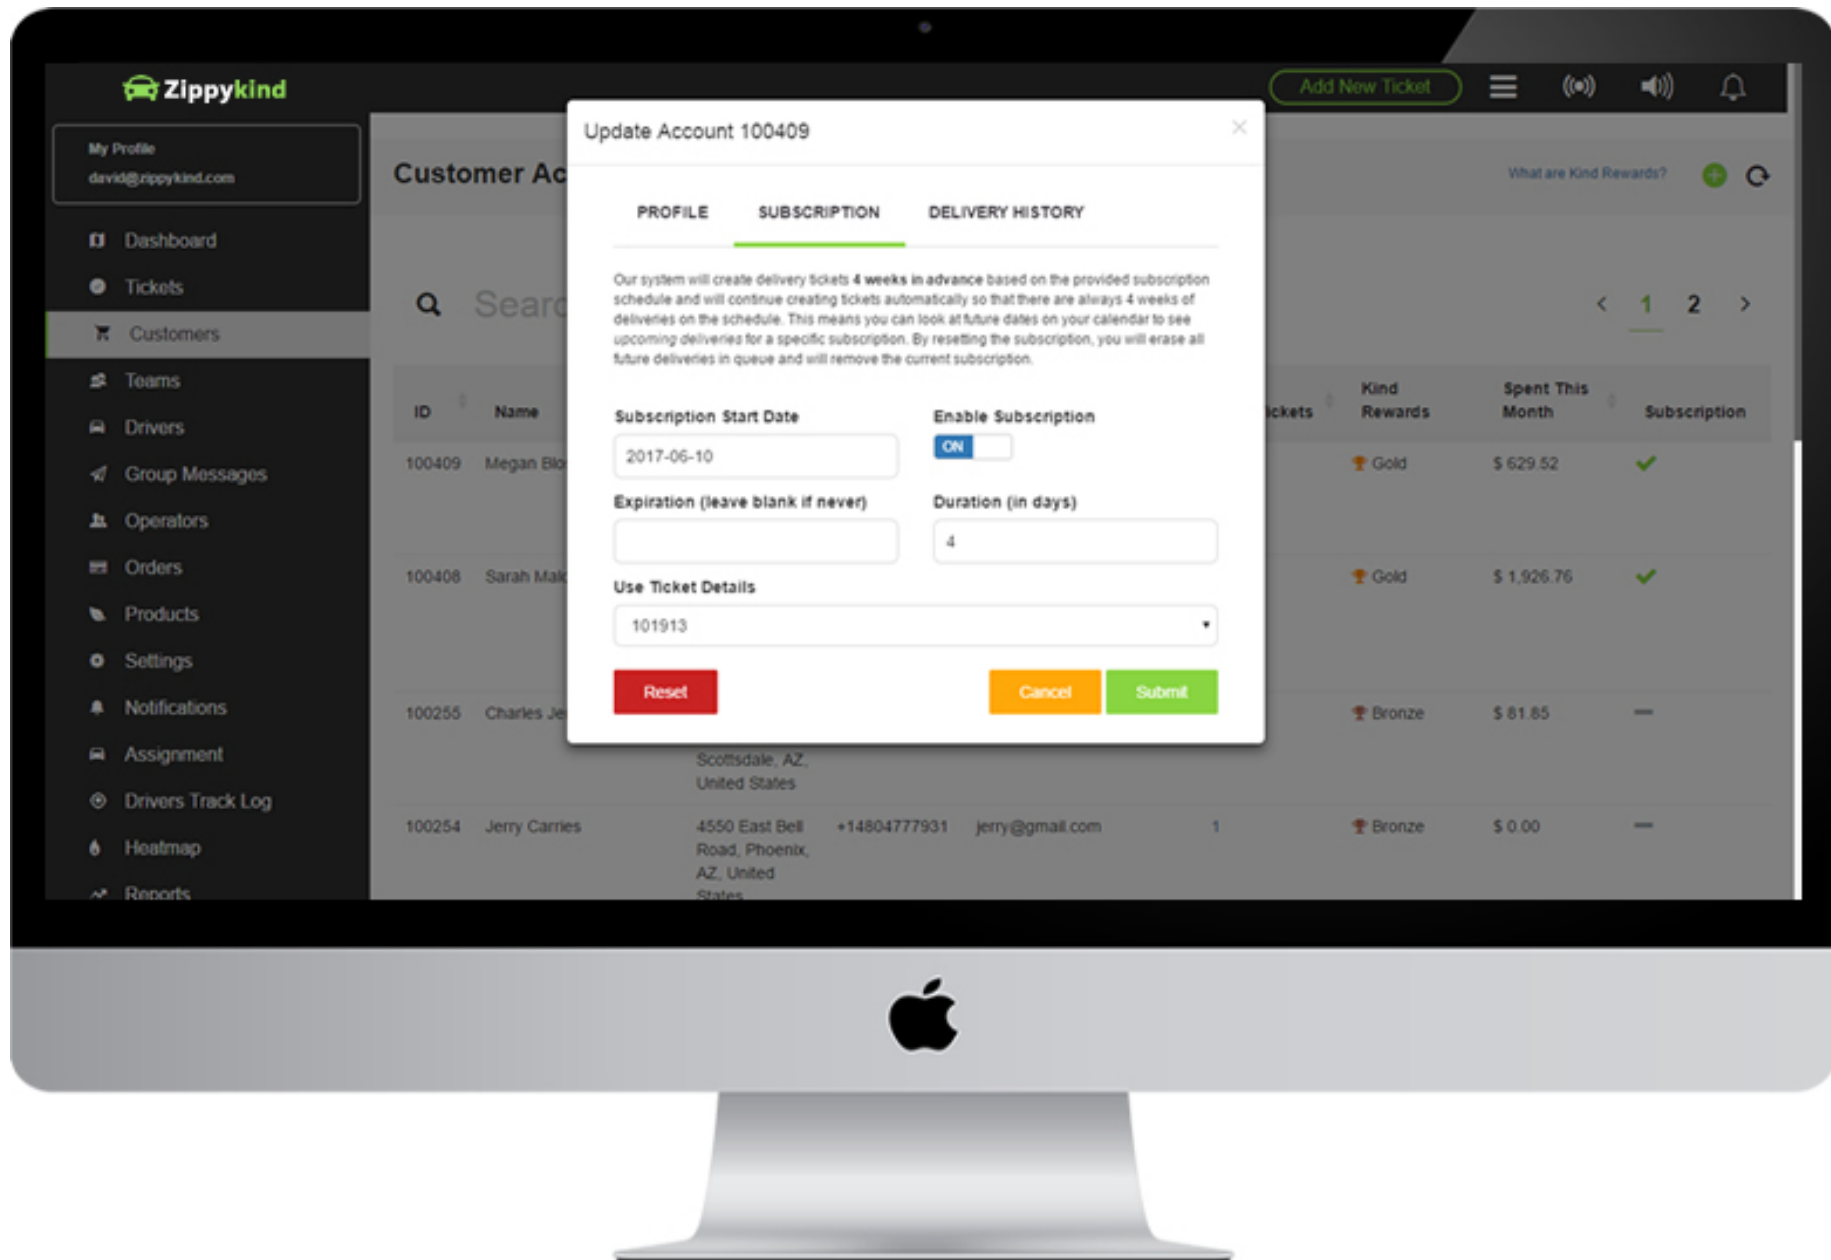 Zippykind
Add New Ticket
My Profile
david@zippykind.com
Dashboard
Tickets
Customers
Teams
Drivers
Group Messages
Operators
Orders
Products
Settings
Notifications
Assignment
Drivers Track Log
Heatmap
Reports
Customer Ac
What are Kind Rewards?
Searc
< 1 2 >
ID Name ickets Kind Rewards Spent This Month Subscription
100409 Megan Blo Gold $ 629.52
100408 Sarah Malo Gold $ 1,926.76
100255 Charles Je Bronze $ 81.85
Scottsdale, AZ,
United States
100254 Jerry Carries 4550 East Bell +14804777931 jerry@gmail.com 1 Bronze $ 0.00
Road, Phoenix,
AZ, United
States
Update Account 100409
×
PROFILE SUBSCRIPTION DELIVERY HISTORY
Our system will create delivery tickets 4 weeks in advance based on the provided subscription
schedule and will continue creating tickets automatically so that there are always 4 weeks of
deliveries on the schedule. This means you can look at future dates on your calendar to see
upcoming deliveries for a specific subscription. By resetting the subscription, you will erase all
future deliveries in queue and will remove the current subscription.
Subscription Start Date Enable Subscription
2017-06-10 ON
Expiration (leave blank if never) Duration (in days)
4
Use Ticket Details
101913
Reset Cancel Submit